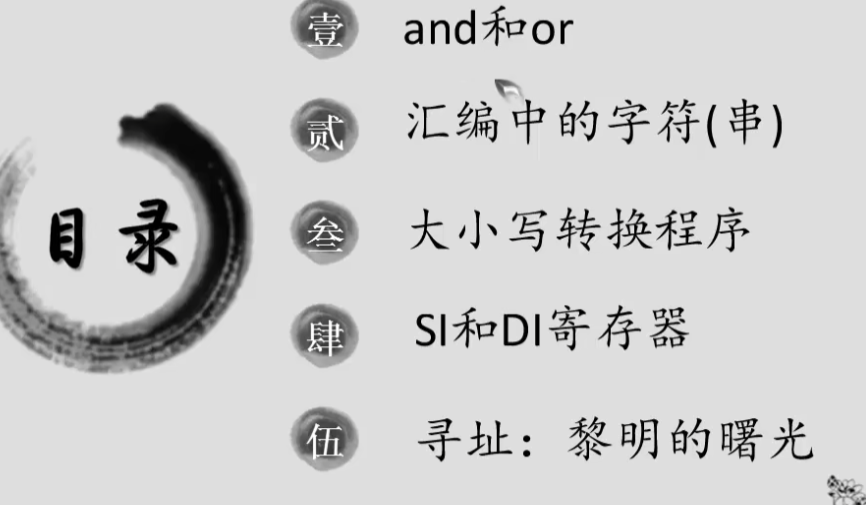 目录
壹 and和or
贰 汇编中的字符(串)
叁 大小写转换程序
肆 SI和DI寄存器
伍 寻址：黎明的曙光